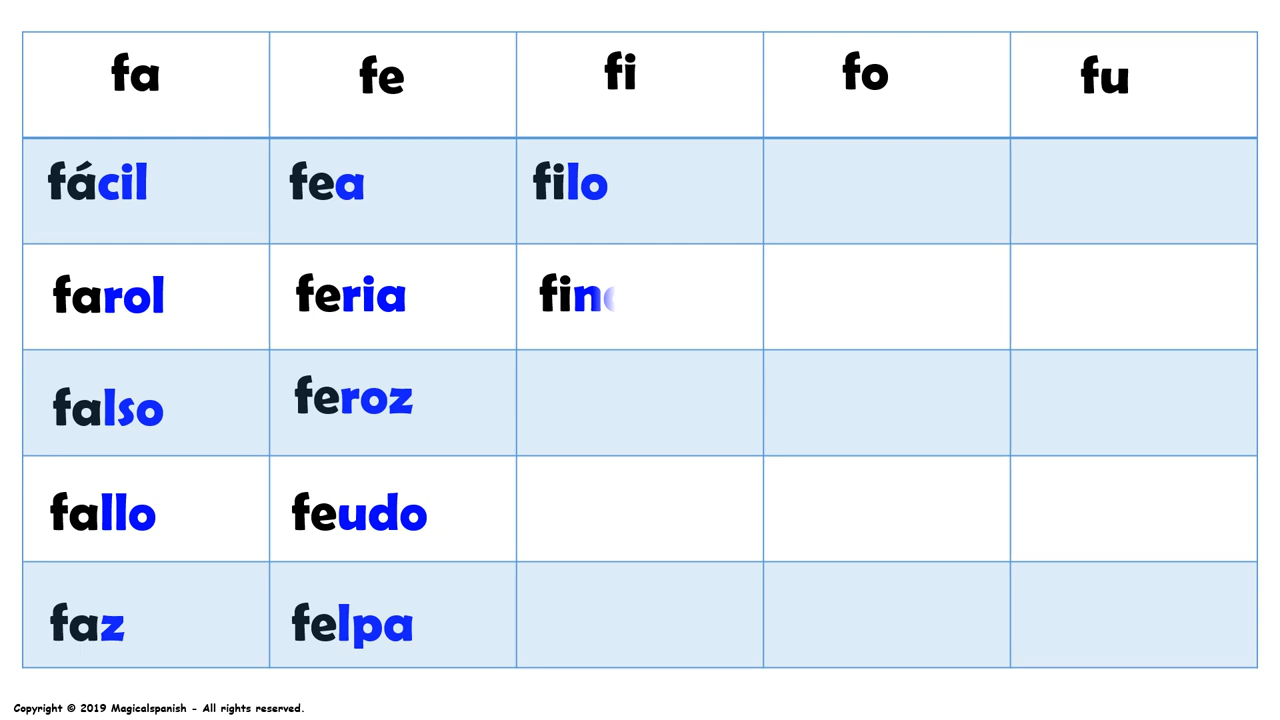 fa fe fi fo fu
fácil fea filo
farol feria
falso feroz
fallo feudo
faz felpa
Copyright © 2019 Magicalspanish - All rights reserved.